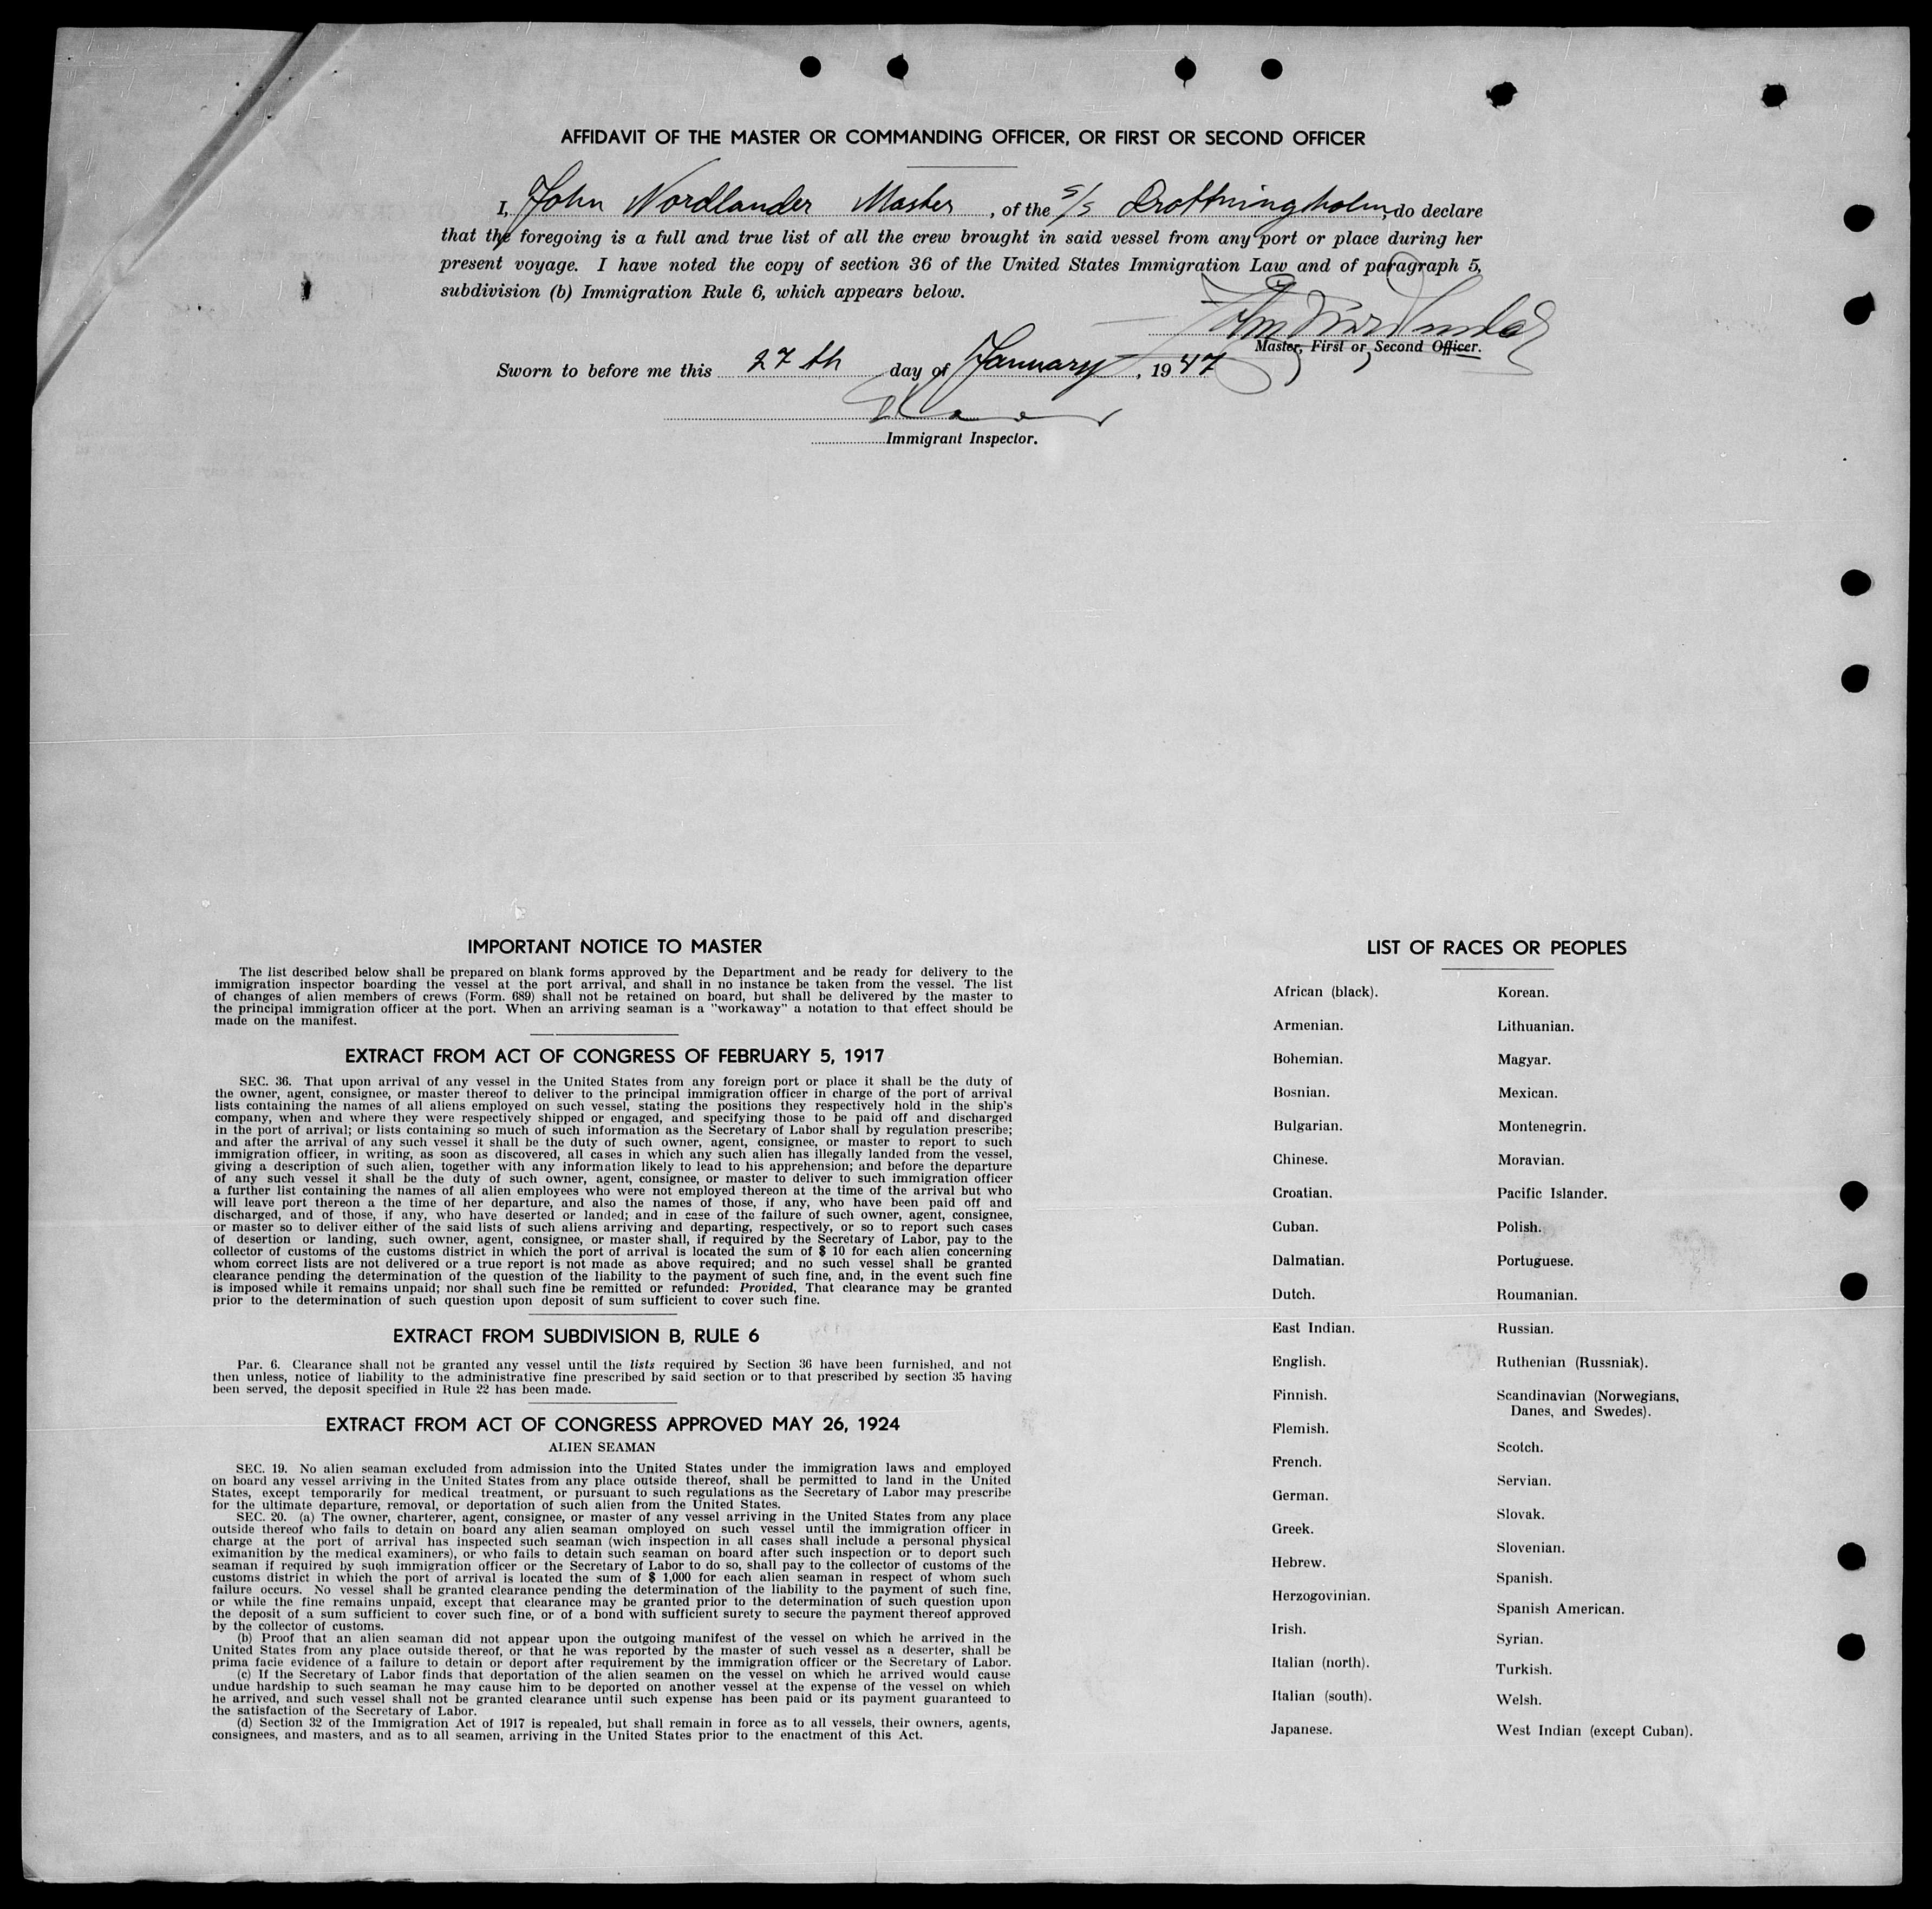 AFFIDAVIT OF THE MASTER OR COMMANDING OFFICER, OR FIRST OR SECOND OFFICER
I, John Nordlander Master, of the s/s Drottningholm, do declare
that the foregoing is a full and true list of all the crew brought in said vessel from any port or place during her
present voyage. I have noted the copy of section 36 of the United States Immigration Law and of paragraph 5,
subdivision (b) Immigration Rule 6, which appears below.
John Nordlander
Master, First or Second Officer.
Sworn to before me this 27th day of January, 1947
Immigrant Inspector.
IMPORTANT NOTICE TO MASTER
The list described below shall be prepared on blank forms approved by the Department and be ready for delivery to the
immigration inspector boarding the vessel at the port arrival, and shall in no instance be taken from the vessel. The list
of changes of alien members of crews (Form. 689) shall not be retained on board, but shall be delivered by the master to
the principal immigration officer at the port. When an arriving seaman is a "workaway" a notation to that effect should be
made on the manifest.
EXTRACT FROM ACT OF CONGRESS OF FEBRUARY 5, 1917
SEC. 36. That upon arrival of any vessel in the United States from any foreign port or place it shall be the duty of
the owner, agent, consignee, or master thereof to deliver to the principal immigration officer in charge of the port of arrival
lists containing the names of all aliens employed on such vessel, stating the positions they respectively hold in the ship's
company, when and where they were respectively shipped or engaged, and specifying those to be paid off and discharged
in the port of arrival; or lists containing so much of such information as the Secretary of Labor shall by regulation prescribe;
and after the arrival of any such vessel it shall be the duty of such owner, agent, consignee, or master to report to such
immigration officer, in writing, as soon as discovered, all cases in which any such alien has illegally landed from the vessel,
giving a description of such alien, together with any information likely to lead to his apprehension; and before the departure
of any such vessel it shall be the duty of such owner, agent, consignee, or master to deliver to such immigration officer
a further list containing the names of all alien employees who were not employed thereon at the time of the arrival but who
will leave port thereon a the time of her departure, and also the names of those, if any, who have been paid off and
discharged, and of those, if any, who have deserted or landed; and in case of the failure of such owner, agent, consignee,
or master so to deliver either of the said lists of such aliens arriving and departing, respectively, or so to report such cases
of desertion or landing, such owner, agent, consignee, or master shall, if required by the Secretary of Labor, pay to the
collector of customs of the customs district in which the port of arrival is located the sum of $ 10 for each alien concerning
whom correct lists are not delivered or a true report is not made as above required; and no such vessel shall be granted
clearance pending the determination of the question of the liability to the payment of such fine, and, in the event such fine
is imposed while it remains unpaid; nor shall such fine be remitted or refunded: Provided, That clearance may be granted
prior to the determination of such question upon deposit of sum sufficient to cover such fine.
EXTRACT FROM SUBDIVISION B, RULE 6
Par. 6. Clearance shall not be granted any vessel until the lists required by Section 36 have been furnished, and not
then unless, notice of liability to the administrative fine prescribed by said section or to that prescribed by section 35 having
been served, the deposit specified in Rule 22 has been made.
EXTRACT FROM ACT OF CONGRESS APPROVED MAY 26, 1924
ALIEN SEAMAN
SEC. 19. No alien seaman excluded from admission into the United States under the immigration laws and employed
on board any vessel arriving in the United States from any place outside thereof, shall be permitted to land in the United
States, except temporarily for medical treatment, or pursuant to such regulations as the Secretary of Labor may prescribe
for the ultimate departure, removal, or deportation of such alien from the United States.
SEC. 20. (a) The owner, charterer, agent, consignee, or master of any vessel arriving in the United States from any place
outside thereof who fails to detain on board any alien seaman omployed on such vessel until the immigration officer in
charge at the port of arrival has inspected such seaman (wich inspection in all cases shall include a personal physical
eximanition by the medical examiners), or who fails to detain such seaman on board after such inspection or to deport such
seaman if required by such immigration officer or the Secretary of Labor to do so, shall pay to the collector of customs of the
customs district in which the port of arrival is located the sum of $ 1,000 for each alien seaman in respect of whom such
failure occurs. No vessel shall be granted clearance pending the determination of the liability to the payment of such fine,
or while the fine remains unpaid, except that clearance may be granted prior to the determination of such question upon
the deposit of a sum sufficient to cover such fine, or of a bond with sufficient surety to secure the payment thereof approved
by the collector of customs.
(b) Proof that an alien seaman did not appear upon the outgoing manifest of the vessel on which he arrived in the
United States from any place outside thereof, or that he was reported by the master of such vessel as a deserter, shall be
prima facie evidence of a failure to detain or deport after requirement by the immigration officer or the Secretary of Labor.
(c) If the Secretary of Labor finds that deportation of the alien seamen on the vessel on which he arrived would cause
undue hardship to such seaman he may cause him to be deported on another vessel at the expense of the vessel on which
he arrived, and such vessel shall not be granted clearance until such expense has been paid or its payment guaranteed to
the satisfaction of the Secretary of Labor.
(d) Section 32 of the Immigration Act of 1917 is repealed, but shall remain in force as to all vessels, their owners, agents,
consignees, and masters, and as to all seamen, arriving in the United States prior to the enactment of this Act.
LIST OF RACES OR PEOPLES
African (black).
Armenian.
Bohemian.
Bosnian.
Bulgarian.
Chinese.
Croatian.
Cuban.
Dalmatian.
Dutch.
East Indian.
English.
Finnish.
Flemish.
French.
German.
Greek.
Hebrew.
Herzogovinian.
Irish.
Italian (north).
Italian (south).
Japanese.
Korean.
Lithuanian.
Magyar.
Mexican.
Montenegrin.
Moravian.
Pacific Islander.
Polish.
Portuguese.
Roumanian.
Russian.
Ruthenian (Russniak).
Scandinavian (Norwegians,
Danes, and Swedes).
Scotch.
Servian.
Slovak.
Slovenian.
Spanish.
Spanish American.
Syrian.
Turkish.
Welsh.
West Indian (except Cuban).